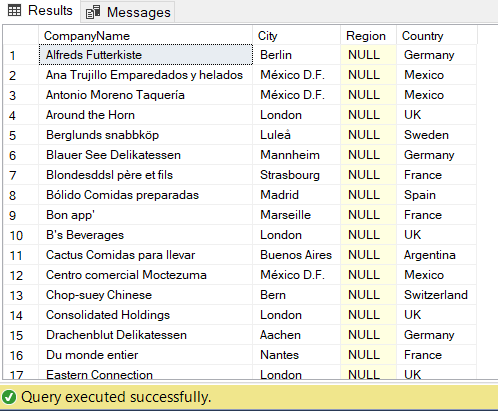 Results Messages
CompanyName City Region Country
1 Alfreds Futterkiste Berlin NULL Germany
2 Ana Trujillo Emparedados y helados México D.F. NULL Mexico
3 Antonio Moreno Taquería México D.F. NULL Mexico
4 Around the Horn London NULL UK
5 Berglunds snabbköp Luleå NULL Sweden
6 Blauer See Delikatessen Mannheim NULL Germany
7 Blondesddsl père et fils Strasbourg NULL France
8 Bólido Comidas preparadas Madrid NULL Spain
9 Bon app' Marseille NULL France
10 B's Beverages London NULL UK
11 Cactus Comidas para llevar Buenos Aires NULL Argentina
12 Centro comercial Moctezuma México D.F. NULL Mexico
13 Chop-suey Chinese Bern NULL Switzerland
14 Consolidated Holdings London NULL UK
15 Drachenblut Delikatessen Aachen NULL Germany
16 Du monde entier Nantes NULL France
17 Eastern Connection London NULL UK
Query executed successfully.